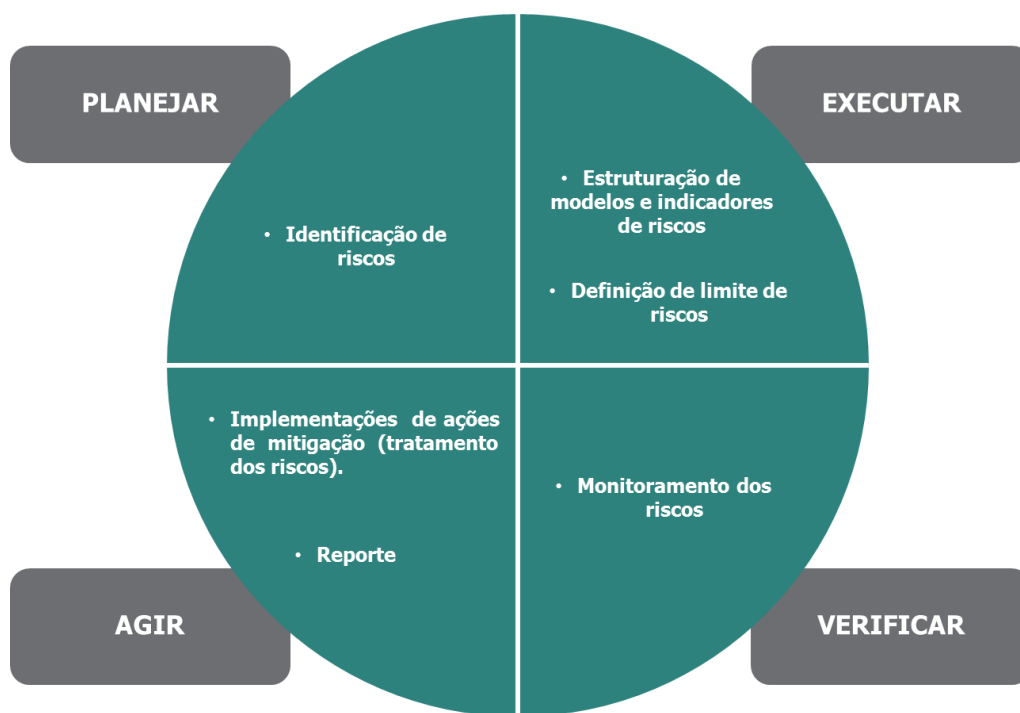 PLANEJAR
• Identificação de
riscos
EXECUTAR
• Estruturação de
modelos e indicadores
de riscos
• Definição de limite de
riscos
• Implementações de ações
de mitigação (tratamento
dos riscos).
• Reporte
AGIR
• Monitoramento dos
riscos
VERIFICAR